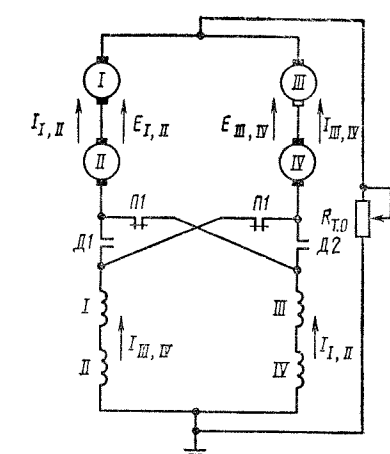 I III
I_{I, II} E_{I, II} E_{III, IV} I_{III, IV}
II IV
П1 П1
Д1 Д2 R_{Т.О}
I III
I_{III, IV} I_{I, II}
II IV